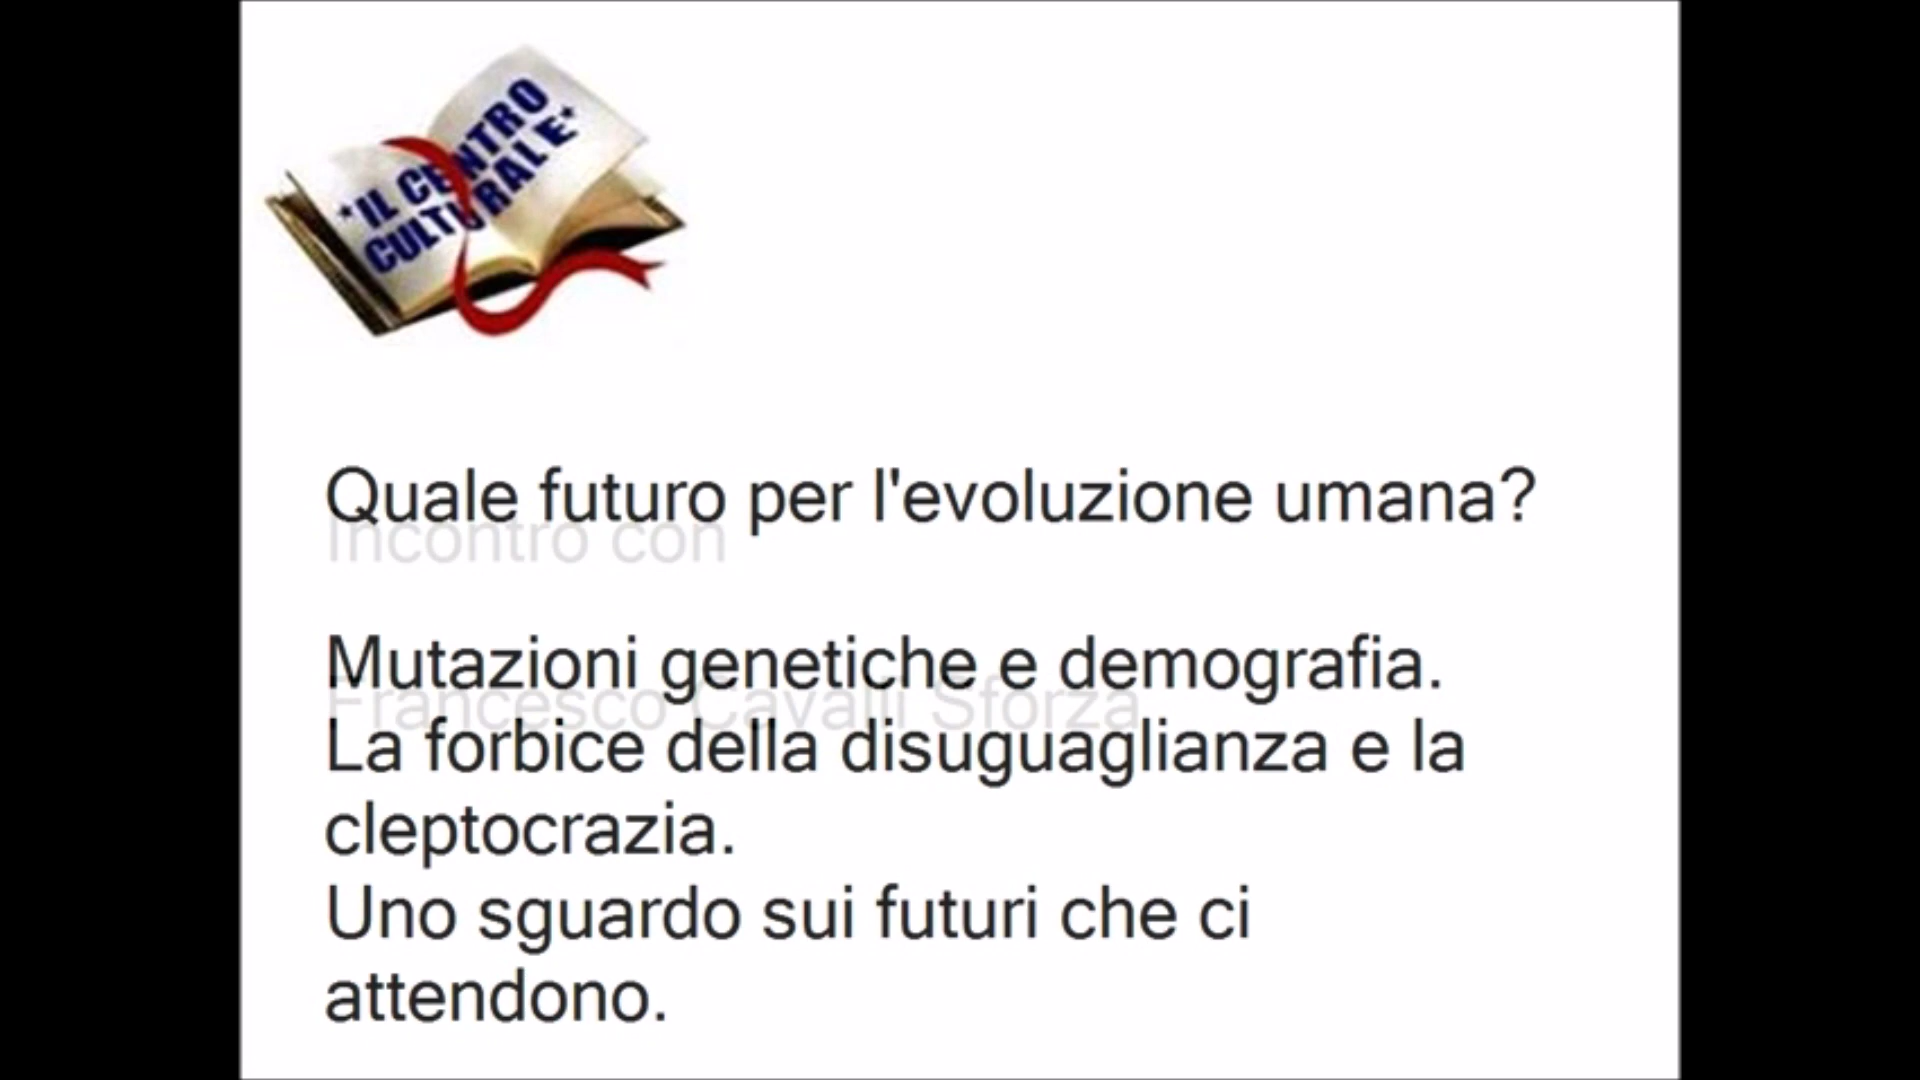 *IL CENTRO
CULTURALE*
Quale futuro per l'evoluzione umana?
Incontro con
Mutazioni genetiche e demografia.
Francesco Cavalli Sforza
La forbice della disuguaglianza e la
cleptocrazia.
Uno sguardo sui futuri che ci
attendono.